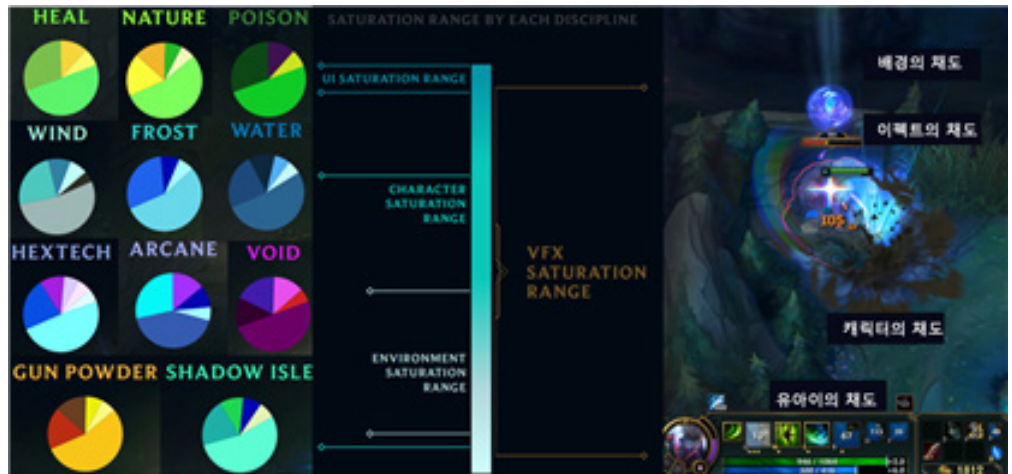 HEAL NATURE POISON
WIND FROST WATER
HEXTECH ARCANE VOID
GUN POWDER SHADOW ISLE
SATURATION RANGE BY EACH DISCIPLINE
UI SATURATION RANGE
CHARACTER
SATURATION
RANGE
ENVIRONMENT
SATURATION
RANGE
VFX
SATURATION
RANGE
배경의 채도
이펙트의 채도
105
캐릭터의 채도
유아이의 채도